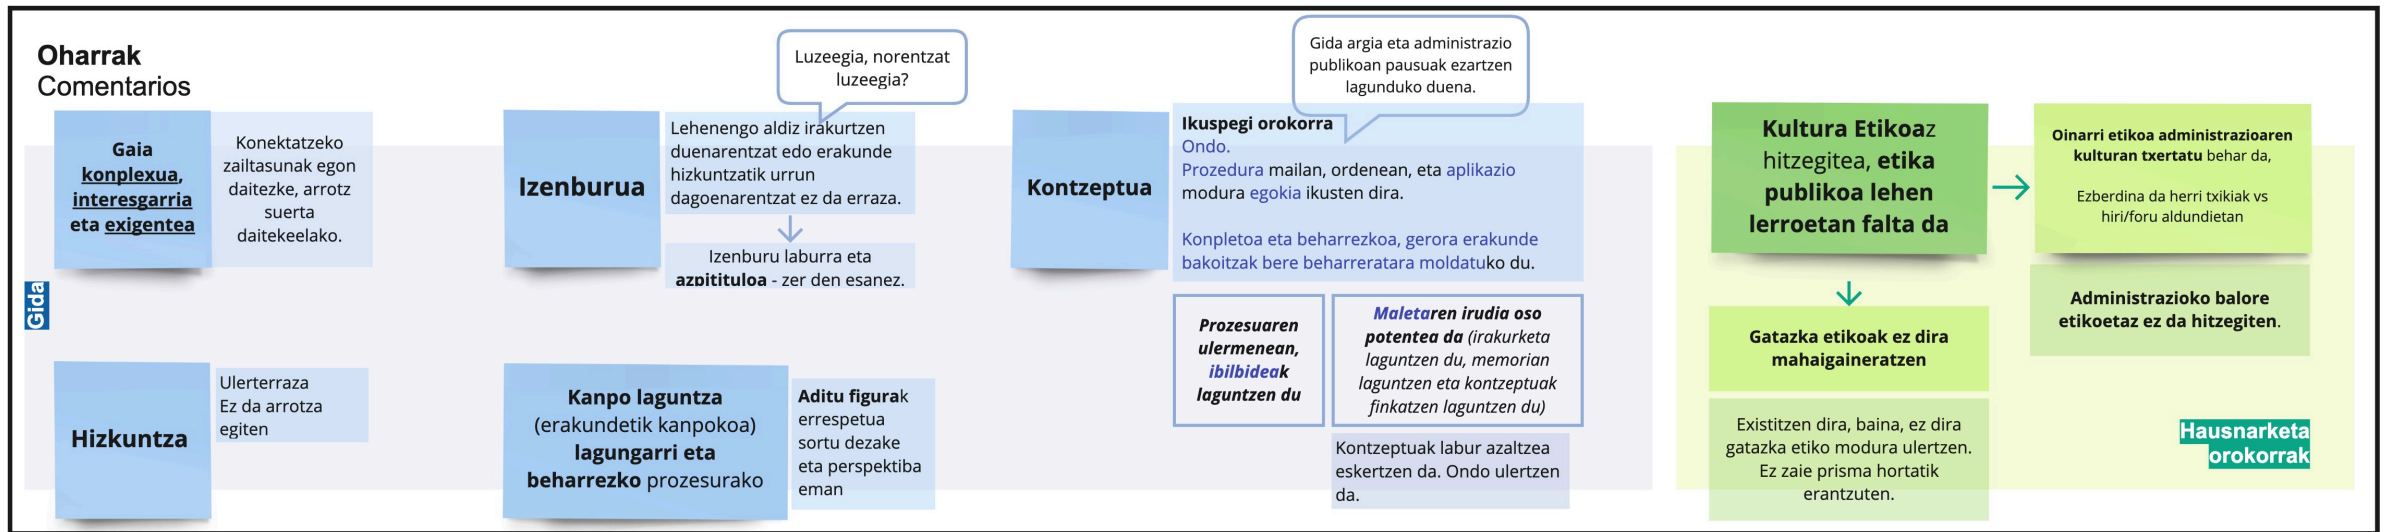 Oharrak
Comentarios
Gaia
konplexua,
interesgarria
eta exigentea
Konektatzeko
zailtasunak egon
daitezke, arrotz
suerta
daitekeelako.
Luzeegia, norentzat
luzeegia?
Izenburua
Lehenengo aldiz irakurtzen
duenarentzat edo erakunde
hizkuntzatik urrun
dagoenarentzat ez da erraza.
Izenburu laburra eta
azpitituloa - zer den esanez.
Gida argia eta administrazio
publikoan pausuak ezartzen
lagunduko duena.
Kontzeptua
Ikuspegi orokorra
Ondo.
Prozedura mailan, ordenean, eta aplikazio
modura egokia ikusten dira.
Konpletoa eta beharrezkoa, gerora erakunde
bakoitzak bere beharreratara moldatuko du.
Prozesuaren
ulermenean,
ibilbideak
laguntzen du
Maletaren irudia oso
potentea da (irakurketa
laguntzen du, memorian
laguntzen eta kontzeptuak
finkatzen laguntzen du)
Kontzeptuak labur azaltzea
eskertzen da. Ondo ulertzen
da.
Gida
Hizkuntza
Ulerterraza
Ez da arrotza
egiten
Kanpo laguntza
(erakundetik kanpokoa)
lagungarri eta
beharrezko prozesurako
Aditu figurak
errespetua
sortu dezake
eta perspektiba
eman
Kultura Etikoaz
hitzegitea, etika
publikoa lehen
lerroetan falta da
Oinarri etikoa administrazioaren
kulturan txertatu behar da,
Ezberdina da herri txikiak vs
hiri/foru aldundietan
Administrazioko balore
etikoetaz ez da hitzegiten.
Gatazka etikoak ez dira
mahaigaineratzen
Existitzen dira, baina, ez dira
gatazka etiko modura ulertzen.
Ez zaie prisma hortatik
erantzuten.
Hausnarketa
orokorrak